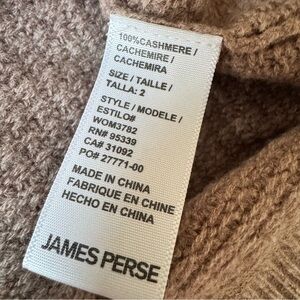 100%CASHMERE /
CACHEMIRE /
CACHEMIRA
SIZE / TAILLE /
TALLA: 2
STYLE / MODELE /
ESTILO#
WOM3782
RN# 95339
CA# 31092
PO# 27771-00
MADE IN CHINA
FABRIQUE EN CHINE
HECHO EN CHINA
JAMES PERSE